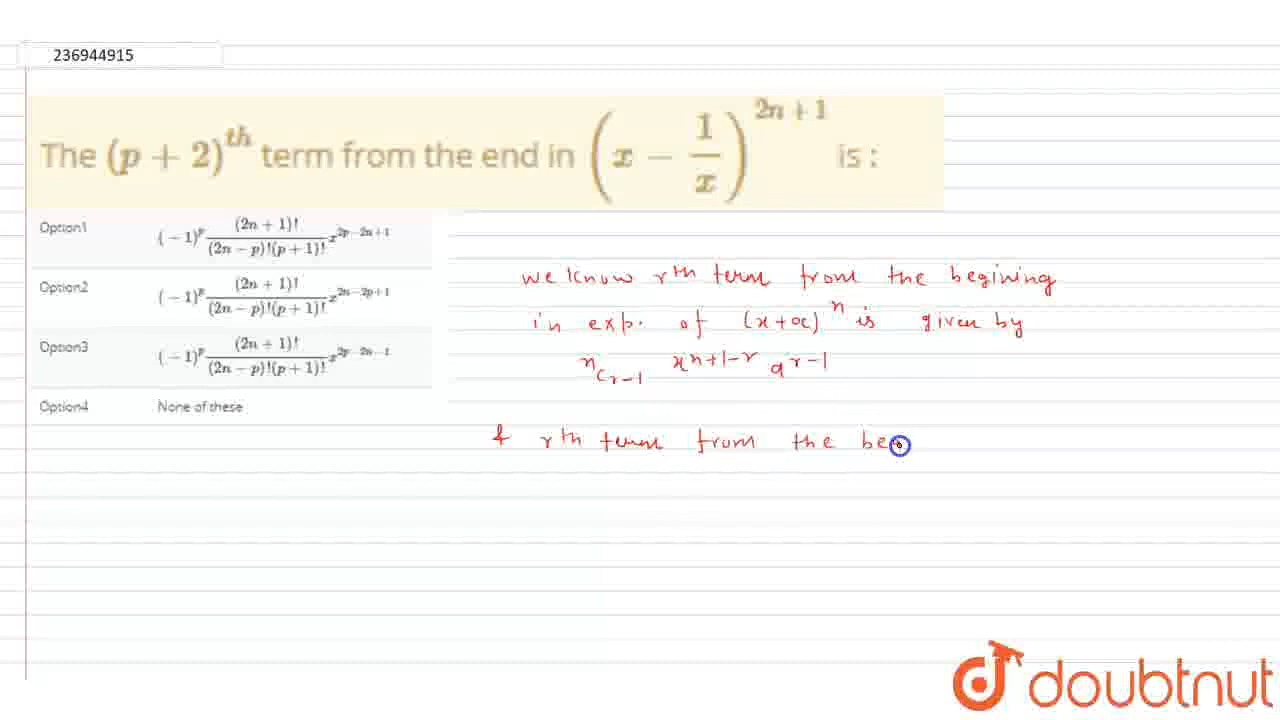 236944915
The (p + 2)^th term from the end in (x - 1/x)^(2n + 1) is :
Option1 (-1)^p (2n + 1)! / (2n - p)!(p + 1)! x^(2p-2n+1)
Option2 (-1)^p (2n + 1)! / (2n - p)!(p + 1)! x^(2n-2p+1)
Option3 (-1)^p (2n + 1)! / (2n - p)!(p + 1)! x^(2p-2n-1)
Option4 None of these
we know rth term from the begining
in exp. of (x+a)^n is given by
^nC_(r-1) x^(n+1-r) a^(r-1)
& rth term from the be
doubtnut